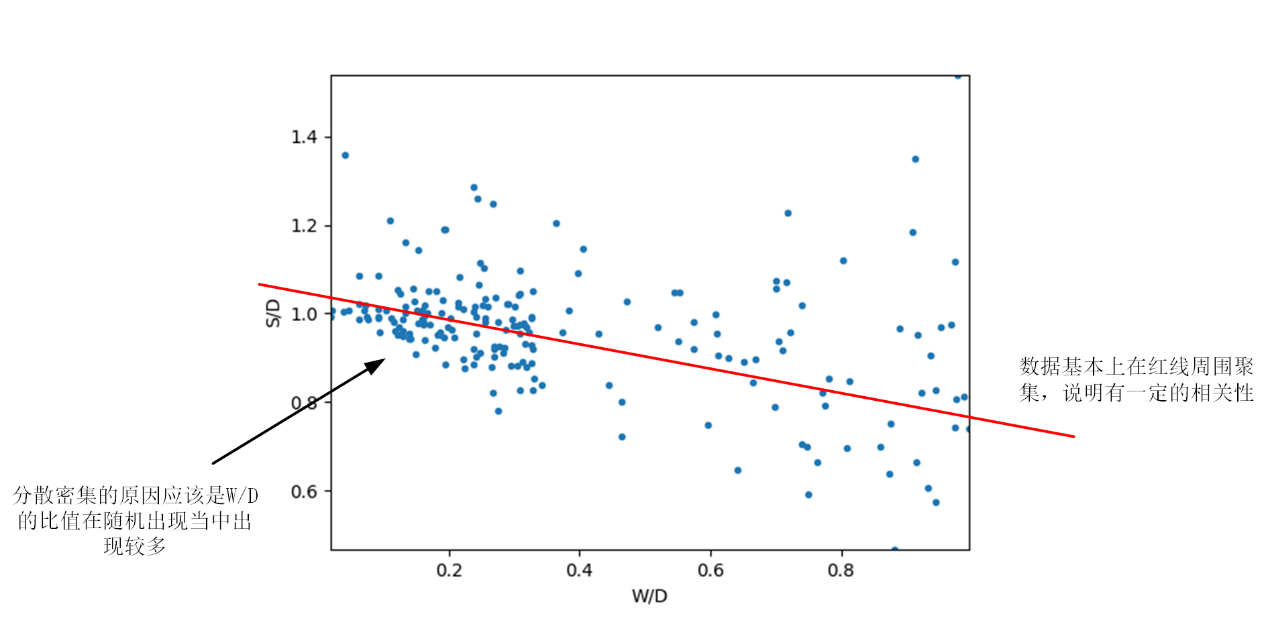 1.4
1.2
1.0
0.8
0.6
S/D
0.2
0.4
0.6
0.8
W/D
数据基本上在红线周围聚
集，说明有一定的相关性
分散密集的原因应该是W/D
的比值在随机出现当中出
现较多